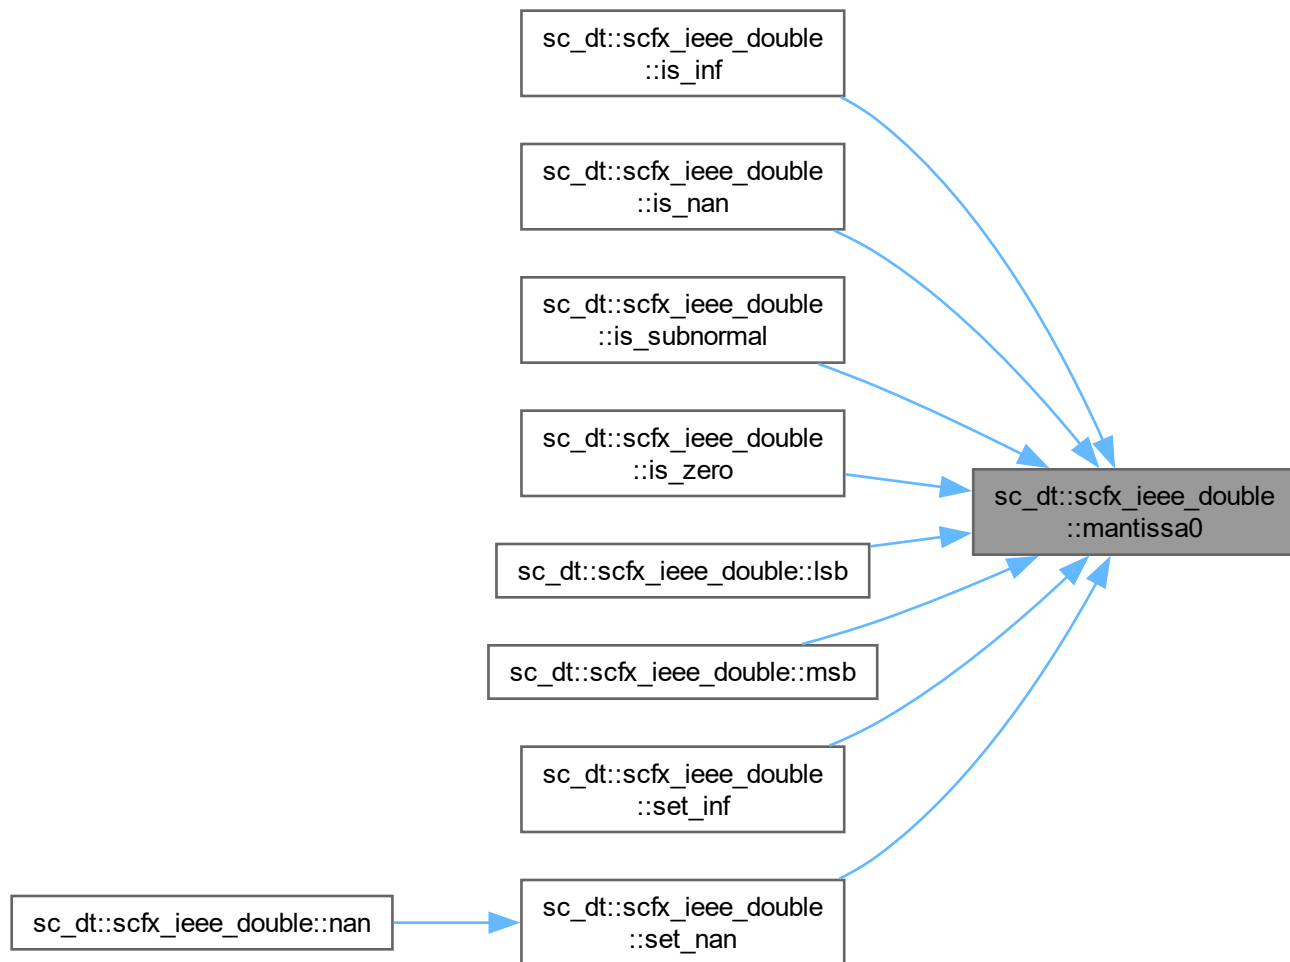 sc_dt::scfx_ieee_double
::is_inf
sc_dt::scfx_ieee_double
::is_nan
sc_dt::scfx_ieee_double
::is_subnormal
sc_dt::scfx_ieee_double
::is_zero
sc_dt::scfx_ieee_double
::mantissa0
sc_dt::scfx_ieee_double::lsb
sc_dt::scfx_ieee_double::msb
sc_dt::scfx_ieee_double
::set_inf
sc_dt::scfx_ieee_double
::set_nan
sc_dt::scfx_ieee_double::nan